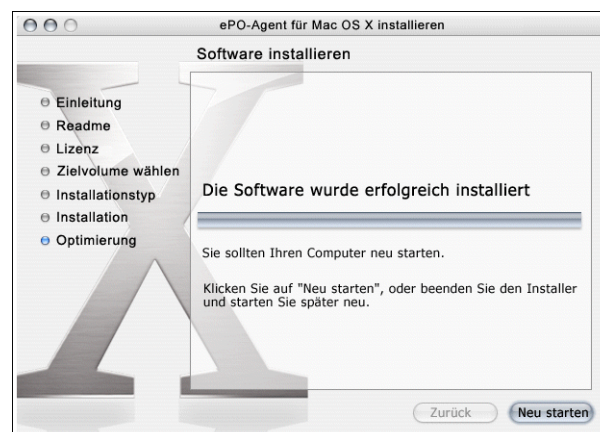 ePO-Agent für Mac OS X installieren
Software installieren
Einleitung
Readme
Lizenz
Zielvolume wählen
Installationstyp
Installation
Optimierung
Die Software wurde erfolgreich installiert
Sie sollten Ihren Computer neu starten.
Klicken Sie auf "Neu starten", oder beenden Sie den Installer
und starten Sie später neu.
Zurück
Neu starten